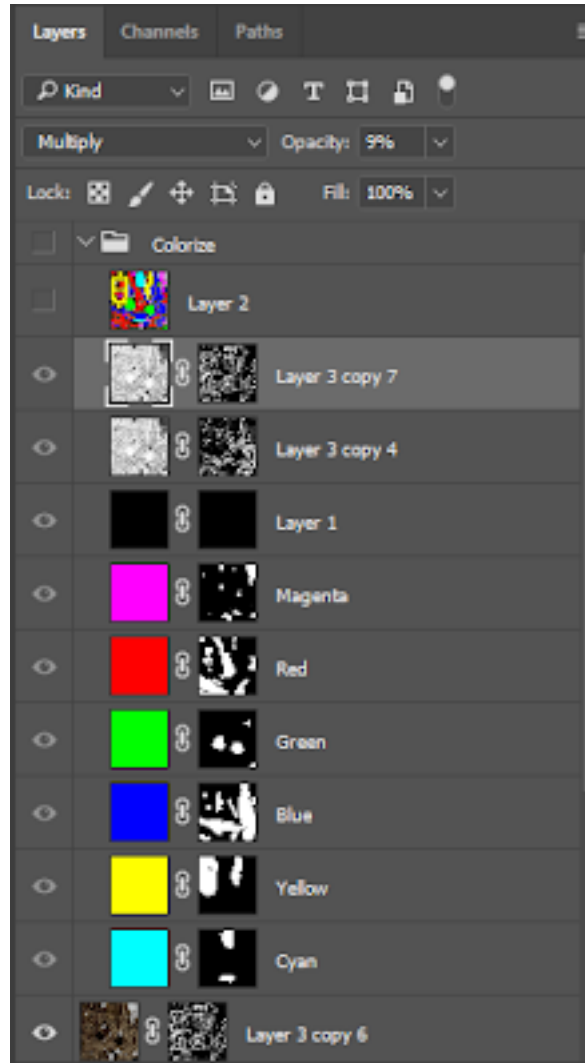 Layers Channels Paths
Kind T
Multiply Opacity: 9%
Lock: Fill: 100%
Colorize
Layer 2
Layer 3 copy 7
Layer 3 copy 4
Layer 1
Magenta
Red
Green
Blue
Yellow
Cyan
Layer 3 copy 6